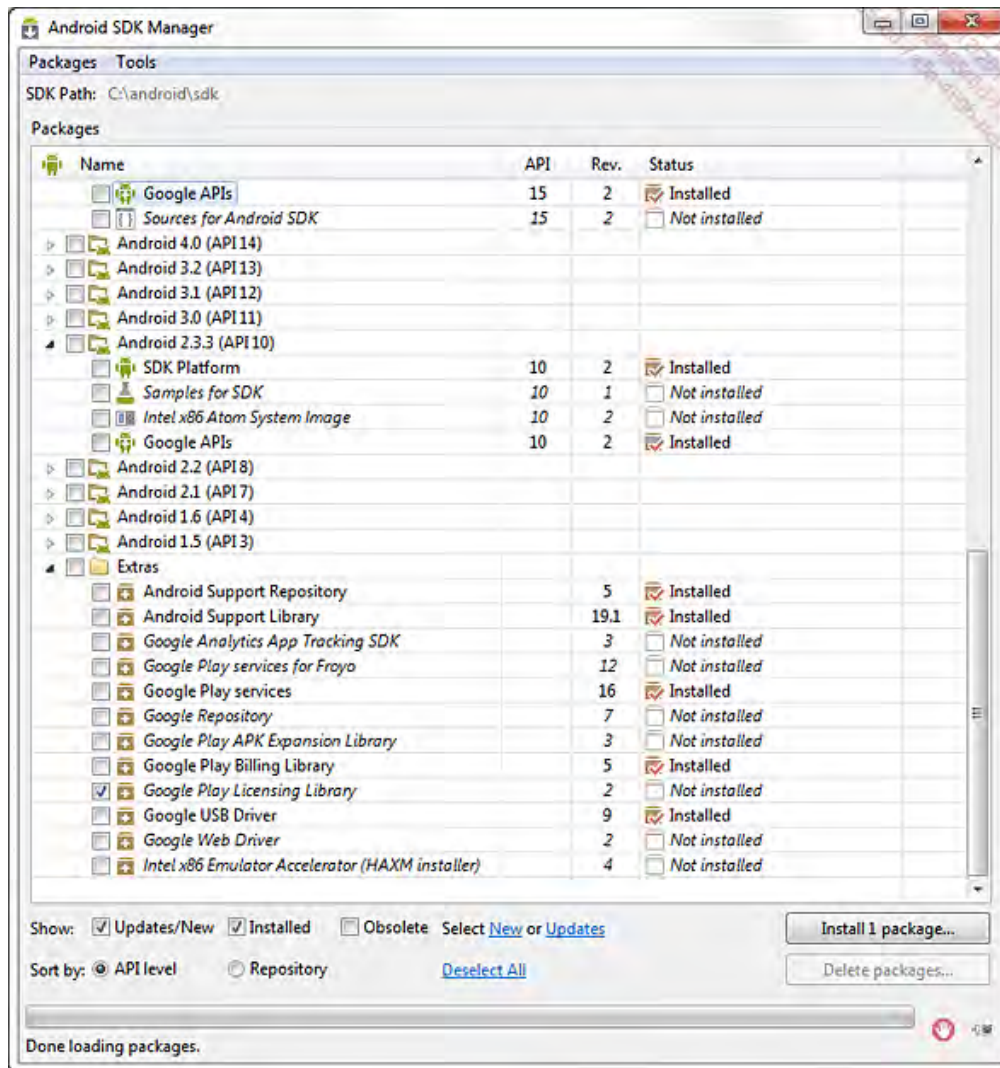 Android SDK Manager
Packages Tools
SDK Path: C:\android\sdk
Packages
Name API Rev. Status
Google APIs 15 2 Installed
Sources for Android SDK 15 2 Not installed
Android 4.0 (API 14)
Android 3.2 (API 13)
Android 3.1 (API 12)
Android 3.0 (API 11)
Android 2.3.3 (API 10)
SDK Platform 10 2 Installed
Samples for SDK 10 1 Not installed
Intel x86 Atom System Image 10 2 Not installed
Google APIs 10 2 Installed
Android 2.2 (API 8)
Android 2.1 (API 7)
Android 1.6 (API 4)
Android 1.5 (API 3)
Extras
Android Support Repository 5 Installed
Android Support Library 19.1 Installed
Google Analytics App Tracking SDK 3 Not installed
Google Play services for Froyo 12 Not installed
Google Play services 16 Installed
Google Repository 7 Not installed
Google Play APK Expansion Library 3 Not installed
Google Play Billing Library 5 Installed
Google Play Licensing Library 2 Not installed
Google USB Driver 9 Installed
Google Web Driver 2 Not installed
Intel x86 Emulator Accelerator (HAXM installer) 4 Not installed
Show: Updates/New Installed Obsolete Select New or Updates Install 1 package...
Sort by: API level Repository Deselect All Delete packages...
Done loading packages.